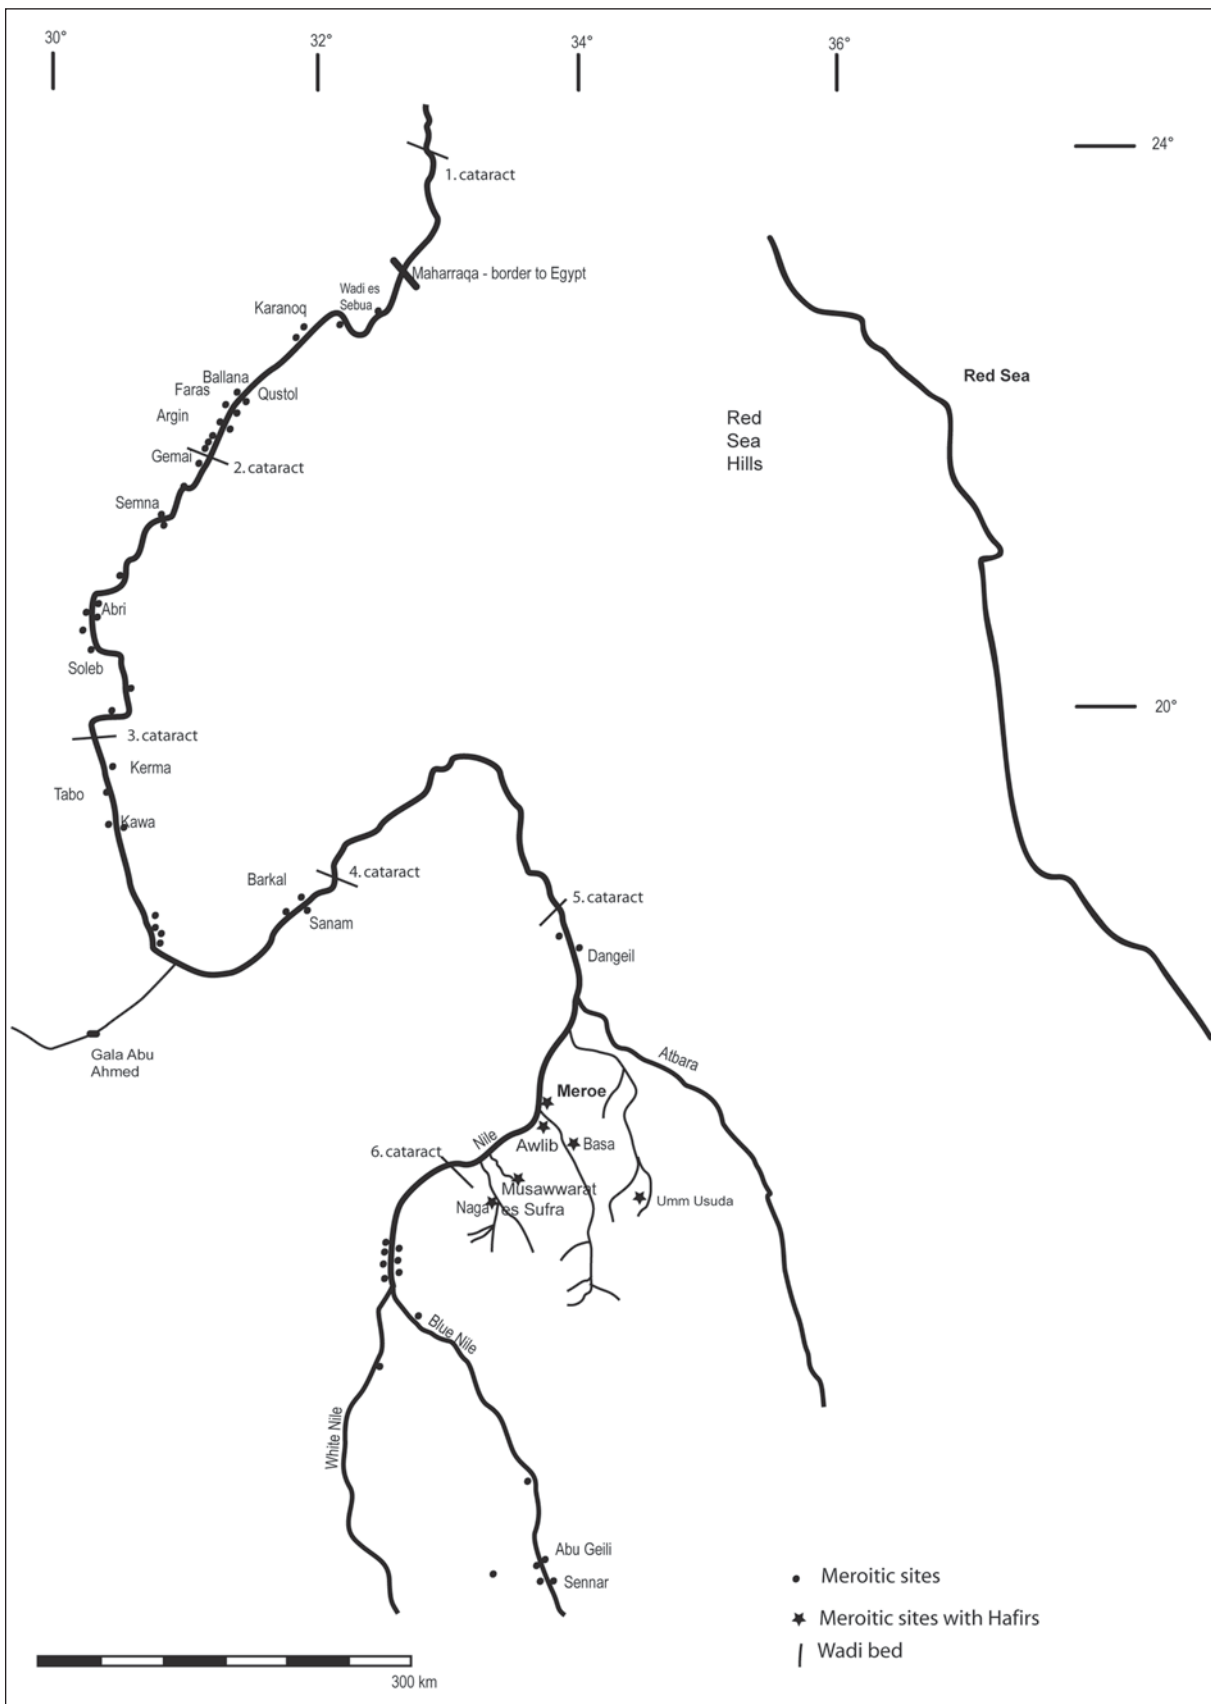 30°
32°
34°
36°
24°
1. cataract
Maharraqa - border to Egypt
Wadi es
Sebua
Karanoq
Red Sea
Ballana
Faras
Qustol
Argin
Red
Sea
Hills
Gemai
2. cataract
Semna
Abri
Soleb
20°
3. cataract
Kerma
Tabo
Kawa
4. cataract
Barkal
5. cataract
Sanam
Dangeil
Gala Abu
Ahmed
Atbara
Meroe
Nile
Awlib
Basa
6. cataract
Musawwarat
es Sufra
Naga
Umm Usuda
Blue Nile
White Nile
Abu Geili
Sennar
Meroitic sites
Meroitic sites with Hafirs
Wadi bed
300 km